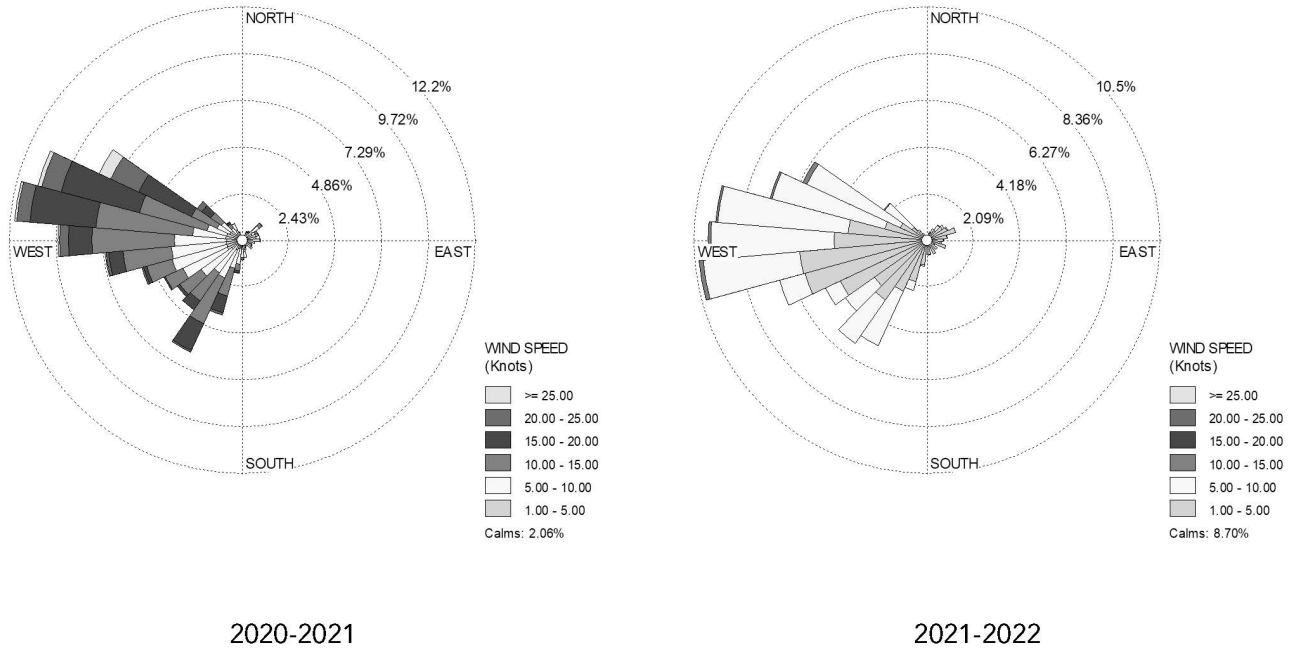 NORTH
12.2%
9.72%
7.29%
4.86%
2.43%
WEST
EAST
SOUTH
WIND SPEED
(Knots)
>= 25.00
20.00 - 25.00
15.00 - 20.00
10.00 - 15.00
5.00 - 10.00
1.00 - 5.00
Calms: 2.06%
2020-2021
NORTH
10.5%
8.36%
6.27%
4.18%
2.09%
WEST
EAST
SOUTH
WIND SPEED
(Knots)
>= 25.00
20.00 - 25.00
15.00 - 20.00
10.00 - 15.00
5.00 - 10.00
1.00 - 5.00
Calms: 8.70%
2021-2022